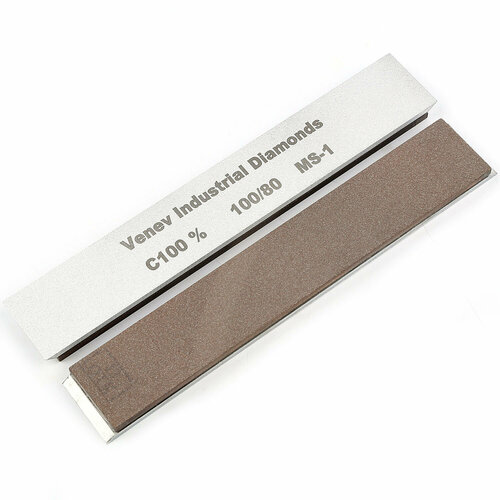 Venev Industrial Diamonds
C100 % 100/80 MS-1